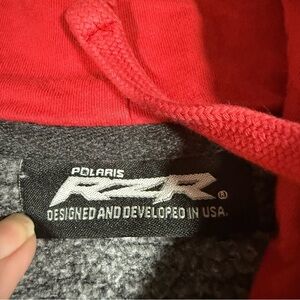 POLARIS
RZR®
DESIGNED AND DEVELOPED IN USA.